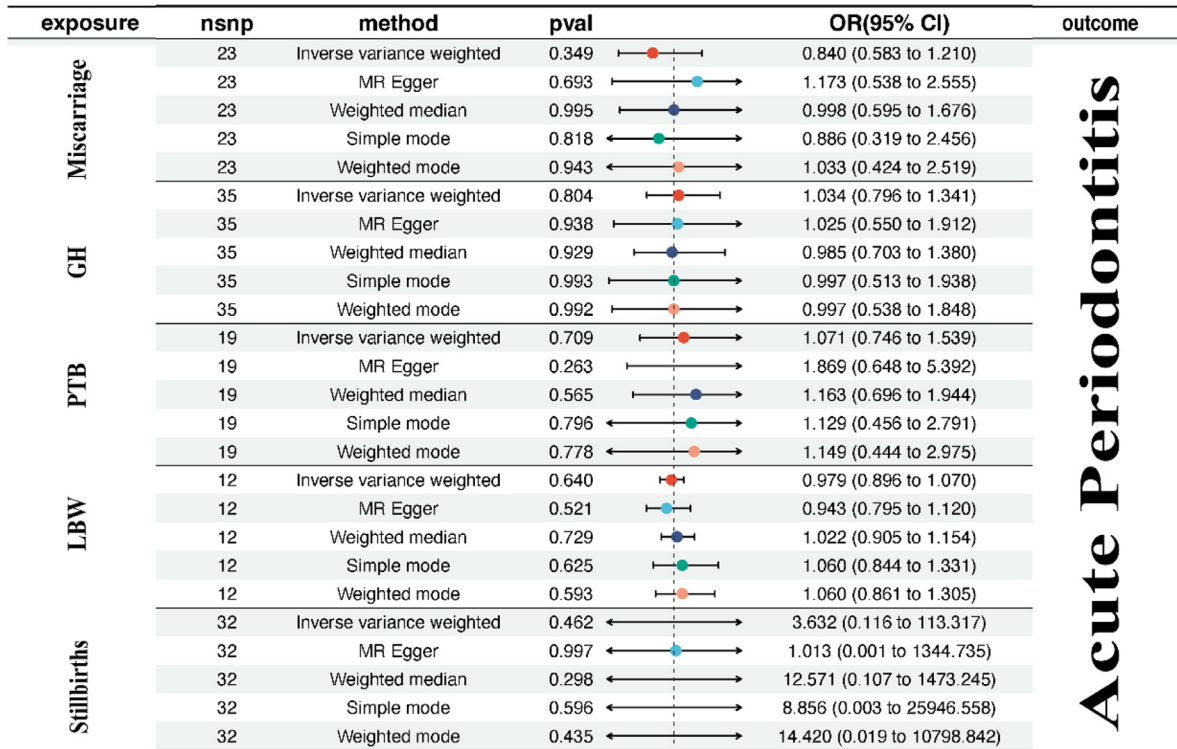 exposure nsnp method pval OR(95% CI) outcome
Miscarriage
23 Inverse variance weighted 0.349 0.840 (0.583 to 1.210)
23 MR Egger 0.693 1.173 (0.538 to 2.555)
23 Weighted median 0.995 0.998 (0.595 to 1.676)
23 Simple mode 0.818 0.886 (0.319 to 2.456)
23 Weighted mode 0.943 1.033 (0.424 to 2.519)
GH
35 Inverse variance weighted 0.804 1.034 (0.796 to 1.341)
35 MR Egger 0.938 1.025 (0.550 to 1.912)
35 Weighted median 0.929 0.985 (0.703 to 1.380)
35 Simple mode 0.993 0.997 (0.513 to 1.938)
35 Weighted mode 0.992 0.997 (0.538 to 1.848)
PTB
19 Inverse variance weighted 0.709 1.071 (0.746 to 1.539)
19 MR Egger 0.263 1.869 (0.648 to 5.392)
19 Weighted median 0.565 1.163 (0.696 to 1.944)
19 Simple mode 0.796 1.129 (0.456 to 2.791)
19 Weighted mode 0.778 1.149 (0.444 to 2.975)
LBW
12 Inverse variance weighted 0.640 0.979 (0.896 to 1.070)
12 MR Egger 0.521 0.943 (0.795 to 1.120)
12 Weighted median 0.729 1.022 (0.905 to 1.154)
12 Simple mode 0.625 1.060 (0.844 to 1.331)
12 Weighted mode 0.593 1.060 (0.861 to 1.305)
Stillbirths
32 Inverse variance weighted 0.462 3.632 (0.116 to 113.317)
32 MR Egger 0.997 1.013 (0.001 to 1344.735)
32 Weighted median 0.298 12.571 (0.107 to 1473.245)
32 Simple mode 0.596 8.856 (0.003 to 25946.558)
32 Weighted mode 0.435 14.420 (0.019 to 10798.842)
Acute Periodontitis